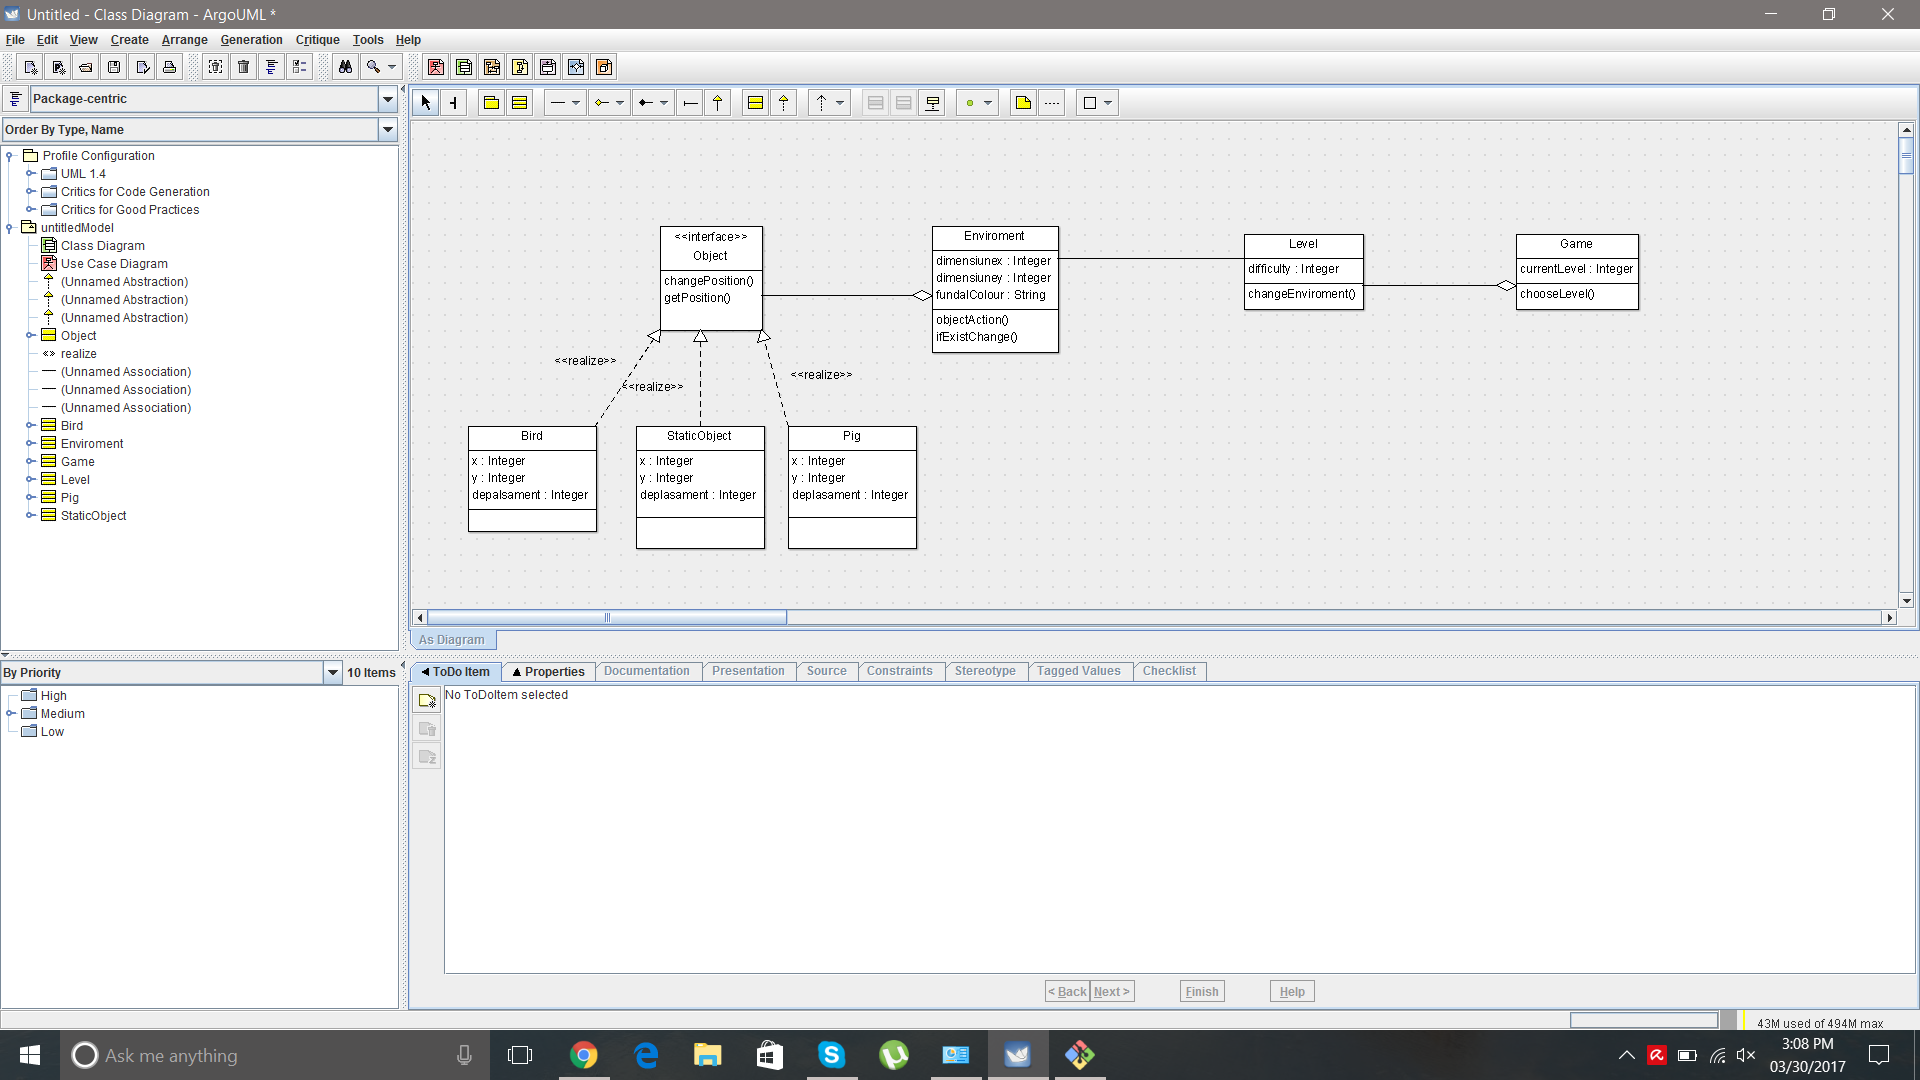 Untitled - Class Diagram - ArgoUML *
File Edit View Create Arrange Generation Critique Tools Help
Package-centric
Order By Type, Name
Profile Configuration
UML 1.4
Critics for Code Generation
Critics for Good Practices
untitledModel
Class Diagram
Use Case Diagram
(Unnamed Abstraction)
(Unnamed Abstraction)
(Unnamed Abstraction)
Object
realize
(Unnamed Association)
(Unnamed Association)
(Unnamed Association)
Bird
Enviroment
Game
Level
Pig
StaticObject
<<interface>>
Object
changePosition()
getPosition()
Enviroment
dimensiunex : Integer
dimensiuney : Integer
fundalColour : String
objectAction()
ifExistChange()
Level
difficulty : Integer
changeEnviroment()
Game
currentLevel : Integer
chooseLevel()
<<realize>>
<<realize>>
<<realize>>
Bird
x : Integer
y : Integer
depalsament : Integer
StaticObject
x : Integer
y : Integer
deplasament : Integer
Pig
x : Integer
y : Integer
deplasament : Integer
As Diagram
By Priority 10 Items
High
Medium
Low
ToDo Item Properties Documentation Presentation Source Constraints Stereotype Tagged Values Checklist
No ToDoItem selected
< Back Next > Finish Help
43M used of 494M max
Ask me anything
3:08 PM
03/30/2017